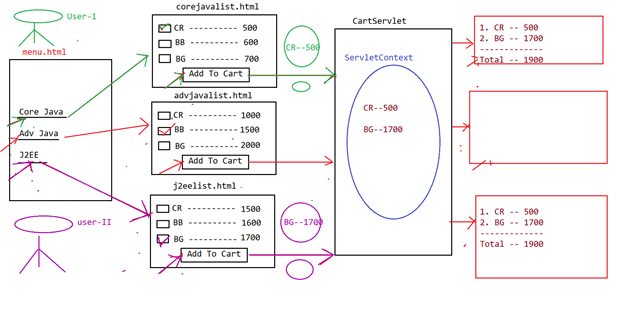 User-1
menu.html
Core Java
Adv Java
J2EE
user-II
corejavalist.html
CR ---------- 500
BB ---------- 600
BG ---------- 700
Add To Cart
advjavalist.html
CR ---------- 1000
BB ---------- 1500
BG ---------- 2000
Add To Cart
j2eelist.html
CR ---------- 1500
BB ---------- 1600
BG ---------- 1700
Add To Cart
CR--500
BG--1700
CartServlet
ServletContext
CR--500
BG--1700
1. CR -- 500
2. BG -- 1700
-------------
Total -- 1900
1. CR -- 500
2. BG -- 1700
-------------
Total -- 1900